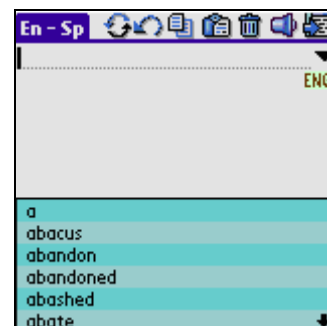 En - Sp
ENG
a
abacus
abandon
abandoned
abashed
abate